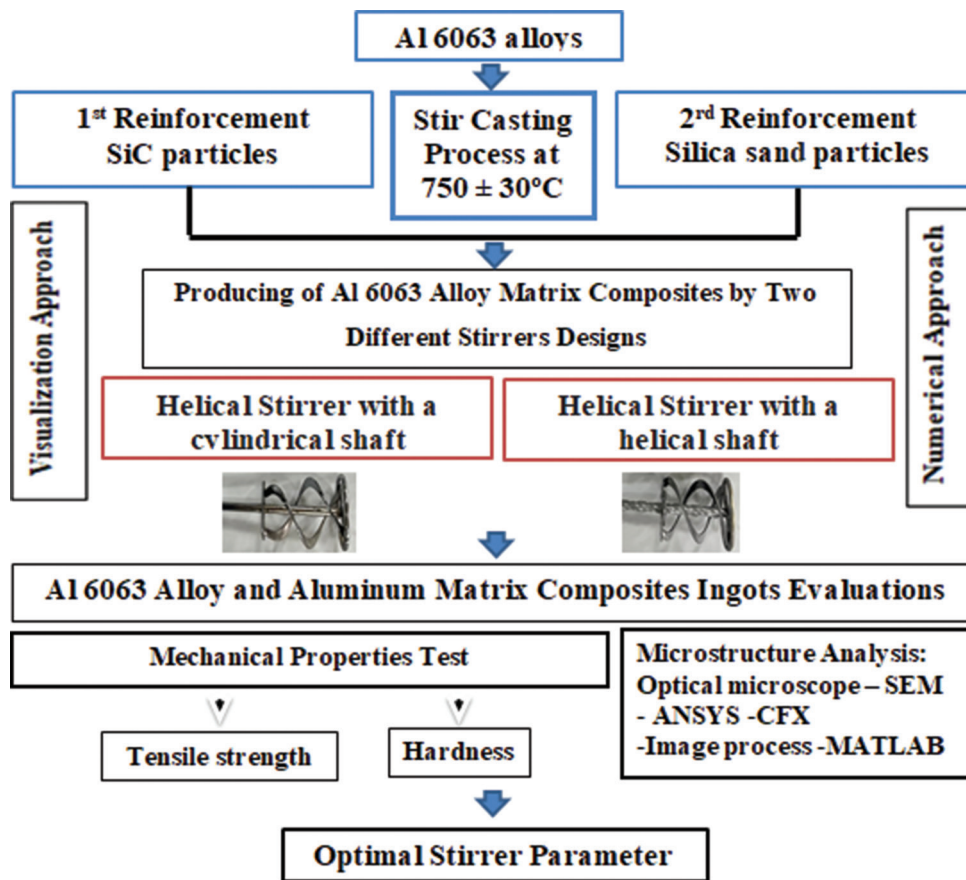 Al 6063 alloys
1st Reinforcement
SiC particles
Stir Casting
Process at
750 ± 30°C
2rd Reinforcement
Silica sand particles
Visualization Approach
Numerical Approach
Producing of Al 6063 Alloy Matrix Composites by Two
Different Stirrers Designs
Helical Stirrer with a
cvlindrical shaft
Helical Stirrer with a
helical shaft
Al 6063 Alloy and Aluminum Matrix Composites Ingots Evaluations
Mechanical Properties Test
Tensile strength
Hardness
Microstructure Analysis:
Optical microscope – SEM
- ANSYS -CFX
-Image process -MATLAB
Optimal Stirrer Parameter